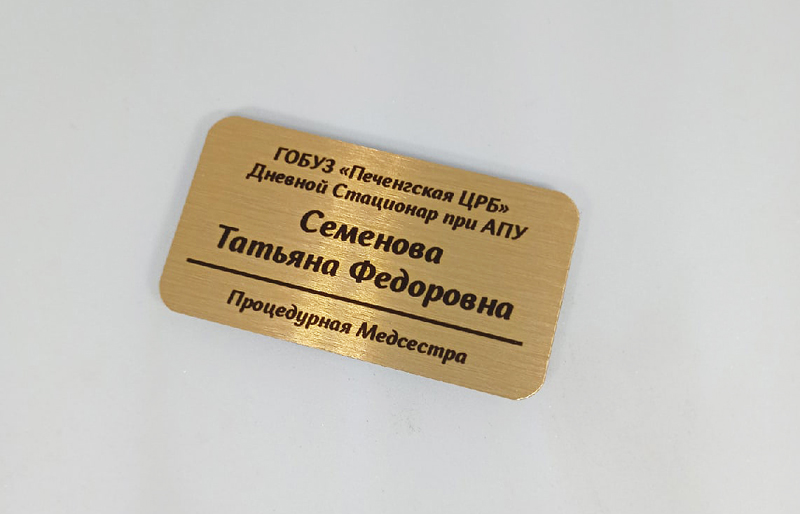 ГОБУЗ «Печенгская ЦРБ»
Дневной Стационар при АПУ
Семенова
Татьяна Федоровна
Процедурная Медсестра